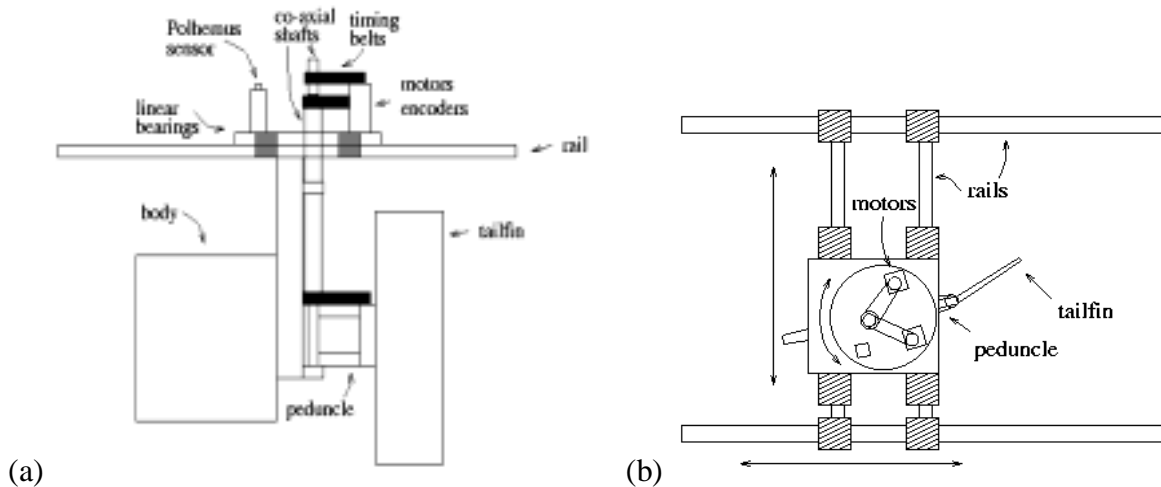 Polhemus
sensor
co-axial
shafts
timing
belts
motors
encoders
linear
bearings
rail
body
tailfin
peduncle
(a)
rails
motors
tailfin
peduncle
(b)